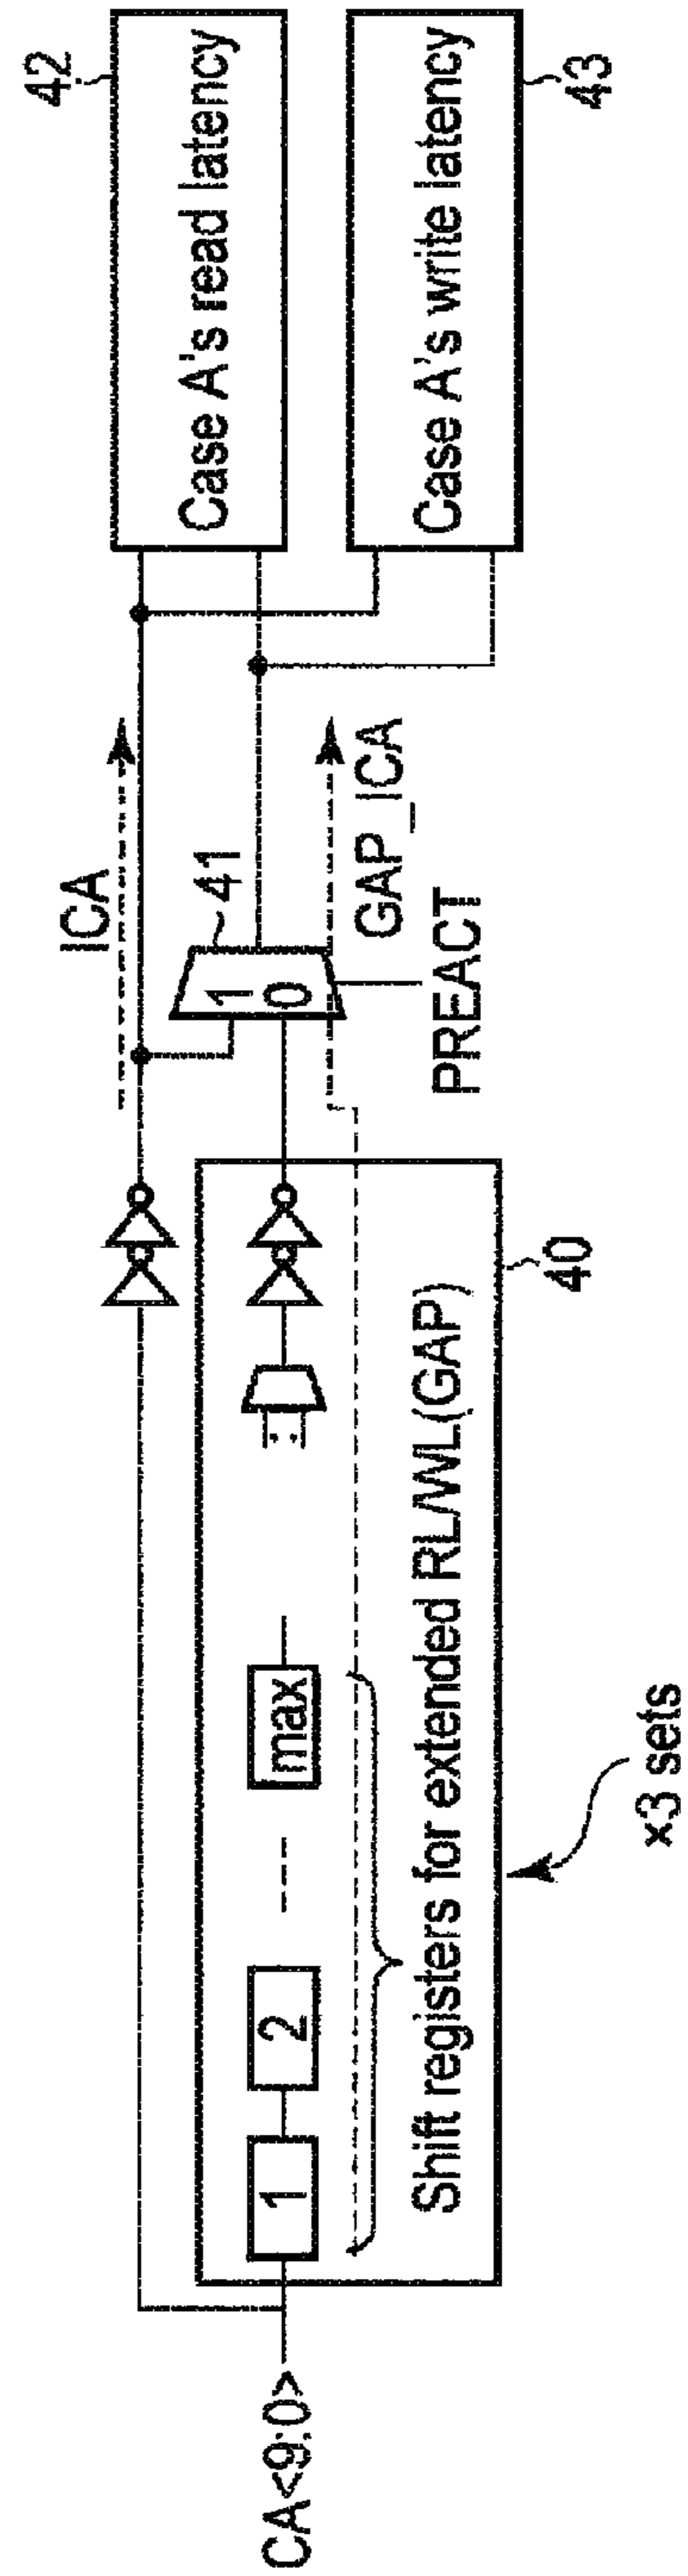 42
Case A's read latency
Case A's write latency
43
ICA
41
1
0
GAP_ICA
PREACT
CA<9:0>
1
2
max
Shift registers for extended RL/WL(GAP)
40
×3 sets